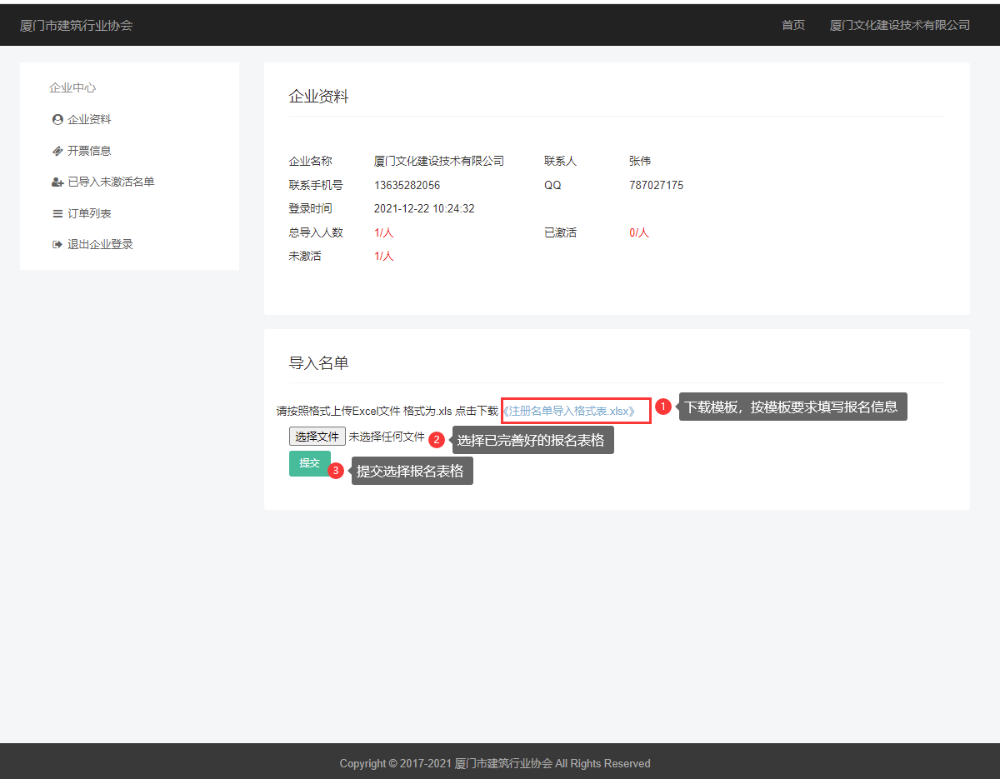 厦门市建筑行业协会 首页 厦门文化建设技术有限公司
企业中心
企业资料
开票信息
已导入未激活名单
订单列表
退出企业登录
企业资料
企业名称 厦门文化建设技术有限公司 联系人 张伟
联系手机号 13635282056 QQ 787027175
登录时间 2021-12-22 10:24:32
总导入人数 1/人 已激活 0/人
未激活 1/人
导入名单
请按照格式上传Excel文件 格式为.xls 点击下载 《注册名单导入格式表.xlsx》 1 下载模板，按模板要求填写报名信息
选择文件 未选择任何文件 2 选择已完善好的报名表格
提交 3 提交选择报名表格
Copyright © 2017-2021 厦门市建筑行业协会 All Rights Reserved